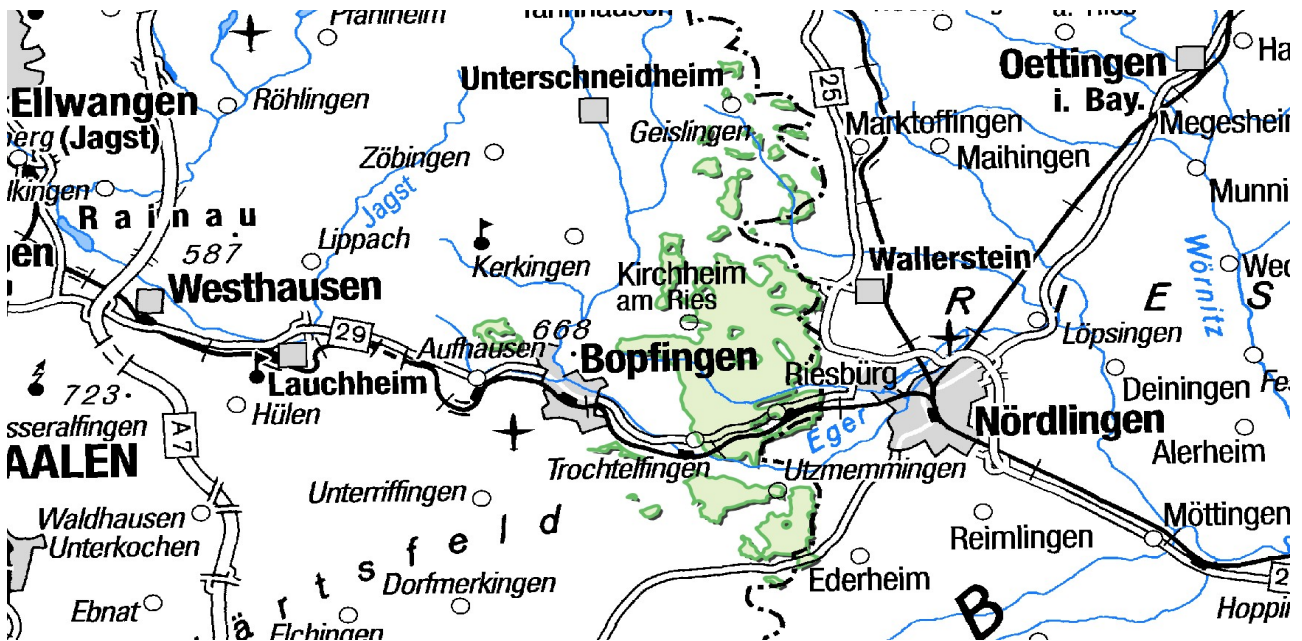 Pfahlheim
Tannhausen
Unterschneidheim
25
Oettingen
i. Bay.
Ellwangen
(Jagst)
Röhlingen
Geislingen
Marktoffingen
Maihingen
Zöbingen
Jagst
Rainau
587
Lippach
Kerkingen
Kirchheim
am Ries
Wallerstein
Wörnitz
RIES
Westhausen
29
668
Aufhausen
Bopfingen
Löpsingen
Lauchheim
Riesbürg
Deiningen
723
Hülen
A7
Eger
Nördlingen
AALEN
Trochtelfingen
Utzmemmingen
Alerheim
Unterriffingen
Waldhausen
Unterkochen
Reimlingen
Möttingen
Dorfmerkingen
Ederheim
Ebnat
Elchingen
B